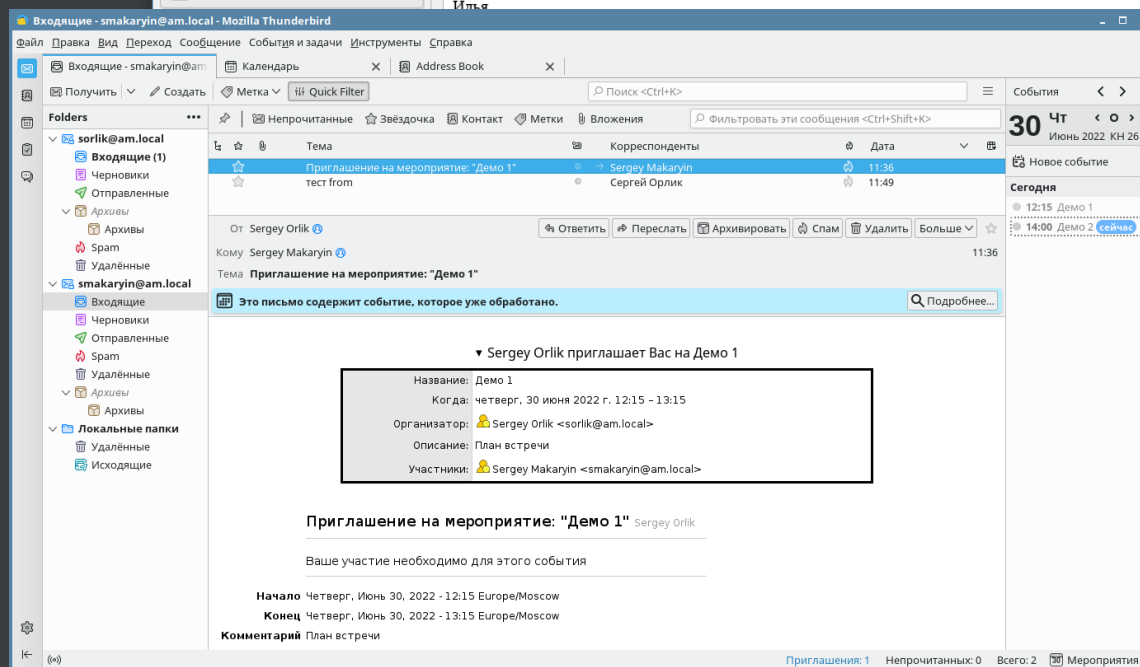 Илья
Входящие - smakaryin@am.local - Mozilla Thunderbird
Файл Правка Вид Переход Сообщение События и задачи Инструменты Справка
Входящие - smakaryin@am Календарь Address Book
Получить Создать Метка Quick Filter Поиск <Ctrl+K> События
Folders ••• Непрочитанные Звёздочка Контакт Метки Вложения Фильтровать эти сообщения <Ctrl+Shift+K>
30 Чт
Июнь 2022 КН 26
Новое событие
Сегодня
12:15 Демо 1
14:00 Демо 2 сейчас
sorlik@am.local
Входящие (1)
Черновики
Отправленные
Архивы
Архивы
Spam
Удалённые
smakaryin@am.local
Входящие
Черновики
Отправленные
Spam
Удалённые
Архивы
Архивы
Локальные папки
Удалённые
Исходящие
Тема Корреспонденты Дата
Приглашение на мероприятие: "Демо 1" Sergey Makaryin 11:36
тест from Сергей Орлик 11:49
От Sergey Orlik Ответить Переслать Архивировать Спам Удалить Больше
Кому Sergey Makaryin 11:36
Тема Приглашение на мероприятие: "Демо 1"
Это письмо содержит событие, которое уже обработано. Подробнее...
Sergey Orlik приглашает Вас на Демо 1
Название: Демо 1
Когда: четверг, 30 июня 2022 г. 12:15 – 13:15
Организатор: Sergey Orlik <sorlik@am.local>
Описание: План встречи
Участники: Sergey Makaryin <smakaryin@am.local>
Приглашение на мероприятие: "Демо 1" Sergey Orlik
Ваше участие необходимо для этого события
Начало Четверг, Июнь 30, 2022 - 12:15 Europe/Moscow
Конец Четверг, Июнь 30, 2022 - 13:15 Europe/Moscow
Комментарий План встречи
Приглашения: 1 Непрочитанных: 0 Всего: 2 Мероприятия